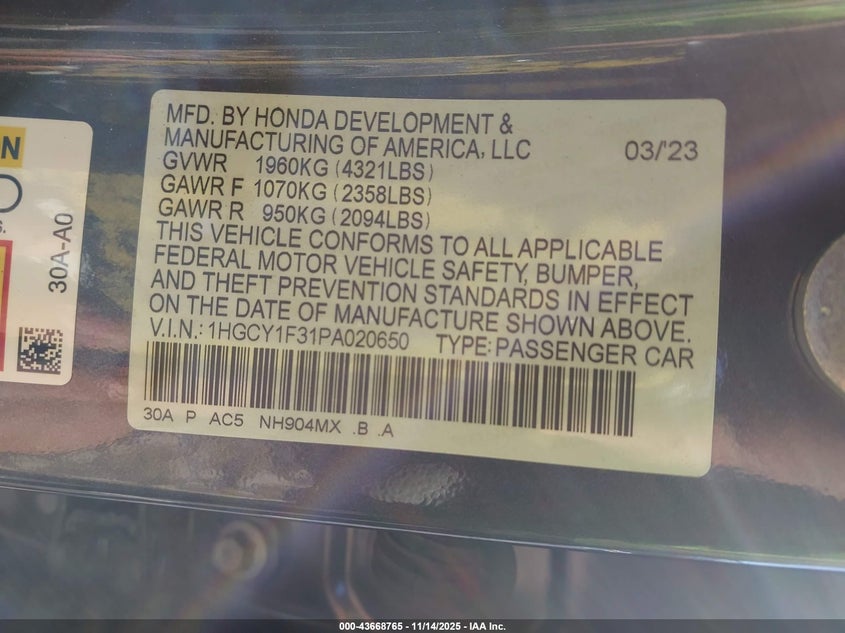 MFD. BY HONDA DEVELOPMENT &
MANUFACTURING OF AMERICA, LLC 03/'23
GVWR 1960KG (4321LBS)
GAWR F 1070KG (2358LBS)
GAWR R 950KG (2094LBS)
THIS VEHICLE CONFORMS TO ALL APPLICABLE
FEDERAL MOTOR VEHICLE SAFETY, BUMPER,
AND THEFT PREVENTION STANDARDS IN EFFECT
ON THE DATE OF MANUFACTURE SHOWN ABOVE.
V.I.N.: 1HGCY1F31PA020650 TYPE: PASSENGER CAR
30A P AC5 NH904MX .B .A
30A-A0
000-43668765 - 11/14/2025 - IAA Inc.